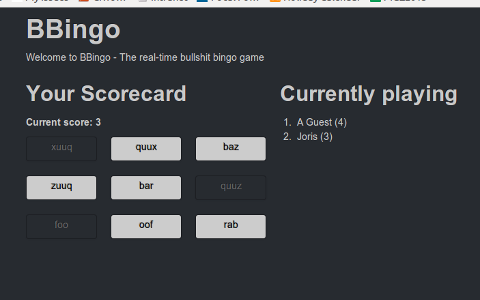 BBingo
Welcome to BBingo - The real-time bullshit bingo game
Your Scorecard
Current score: 3
xuuq quux baz
zuuq bar quuz
foo oof rab
Currently playing
1. A Guest (4)
2. Joris (3)